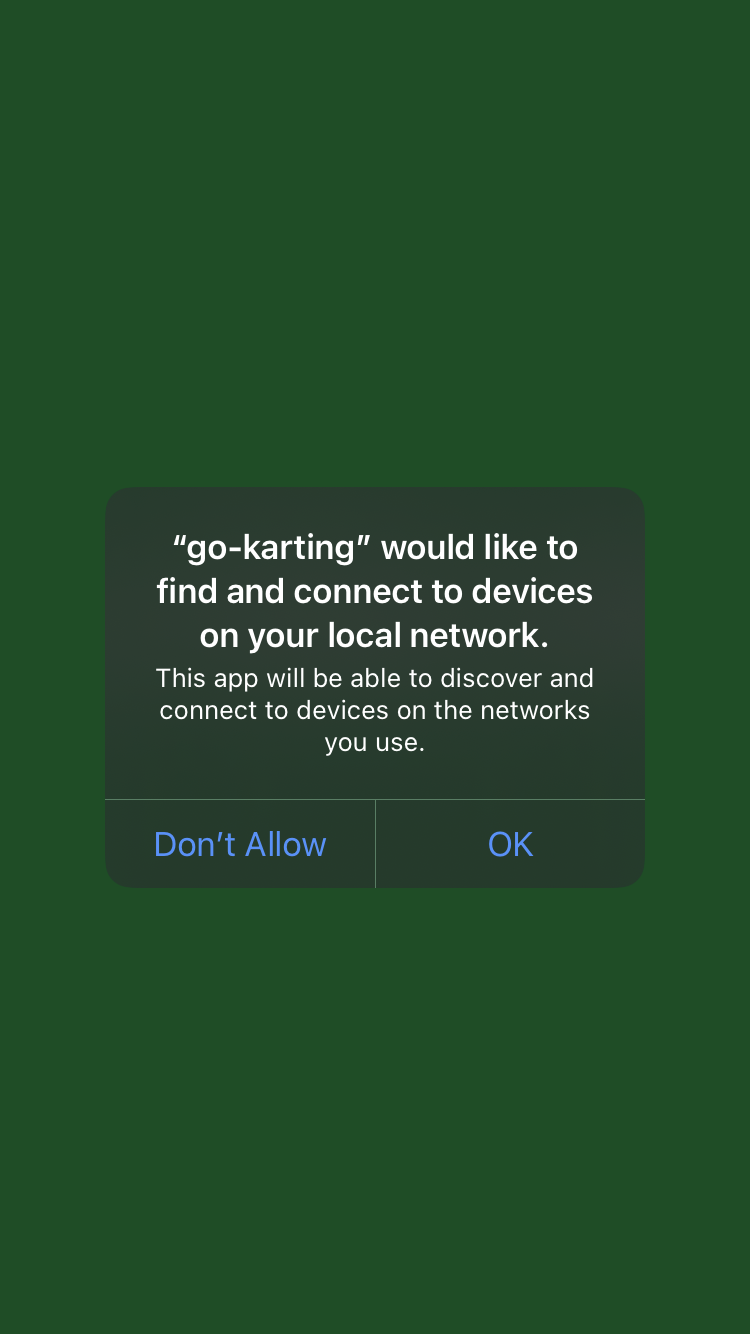 “go-karting” would like to
find and connect to devices
on your local network.
This app will be able to discover and
connect to devices on the networks
you use.
Don’t Allow
OK